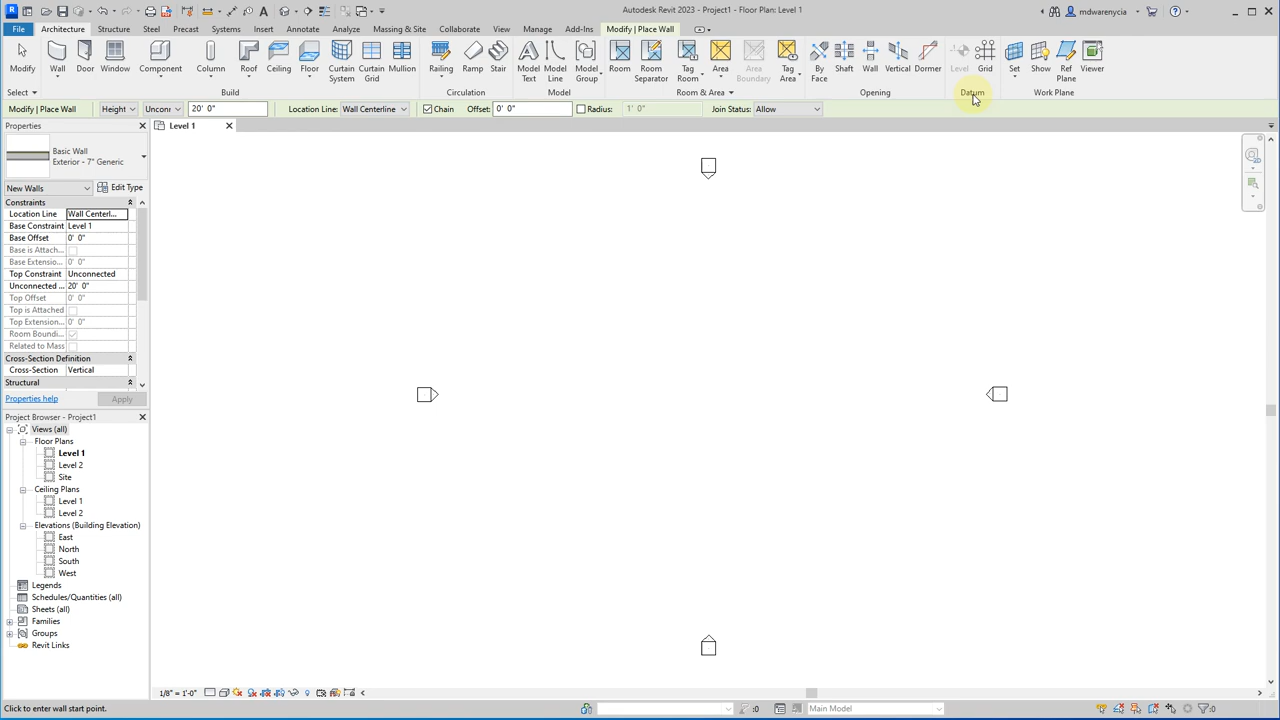 Autodesk Revit 2023 - Project1 - Floor Plan: Level 1
mdwarenycia
File Architecture Structure Steel Precast Systems Insert Annotate Analyze Massing & Site Collaborate View Manage Add-Ins Modify | Place Wall
Modify Wall Door Window Component Column Roof Ceiling Floor Curtain System Curtain Grid Mullion Railing Ramp Stair Model Text Model Line Model Group Room Room Separator Tag Room Area Area Boundary Tag Area By Face Shaft Wall Vertical Dormer Level Grid Set Show Ref Plane Viewer
Select Build Circulation Model Room & Area Opening Datum Work Plane
Modify | Place Wall Height Unconr 20' 0" Location Line: Wall Centerline Chain Offset: 0' 0" Radius: 1' 0" Join Status: Allow
Properties
Level 1
Basic Wall
Exterior - 7" Generic
New Walls Edit Type
Constraints
Location Line Wall Centerl...
Base Constraint Level 1
Base Offset 0' 0"
Base is Attach...
Base Extensio... 0' 0"
Top Constraint Unconnected
Unconnected ... 20' 0"
Top Offset 0' 0"
Top is Attached
Top Extension... 0' 0"
Room Boundi...
Related to Mass
Cross-Section Definition
Cross-Section Vertical
Structural
Properties help Apply
Project Browser - Project1
Views (all)
Floor Plans
Level 1
Level 2
Site
Ceiling Plans
Level 1
Level 2
Elevations (Building Elevation)
East
North
South
West
Legends
Schedules/Quantities (all)
Sheets (all)
Families
Groups
Revit Links
1/8" = 1'-0"
Click to enter wall start point.
:0
Main Model
:0